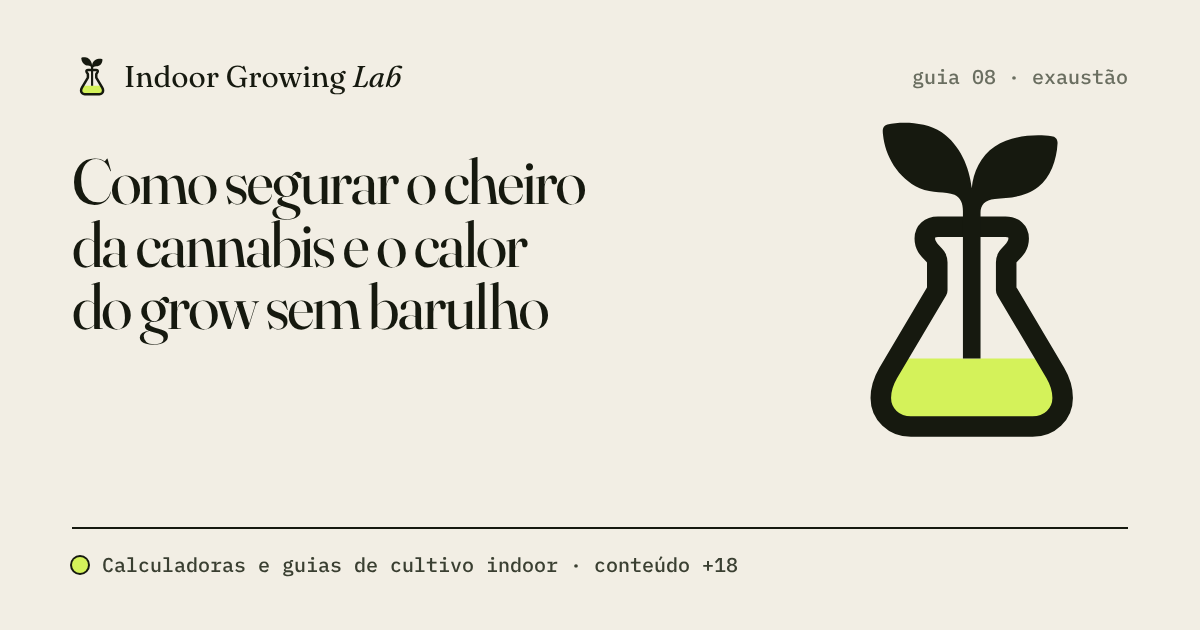 Indoor Growing Lab
guia 08 · exaustão
Como segurar o cheiro
da cannabis e o calor
do grow sem barulho
Calculadoras e guias de cultivo indoor · conteúdo +18